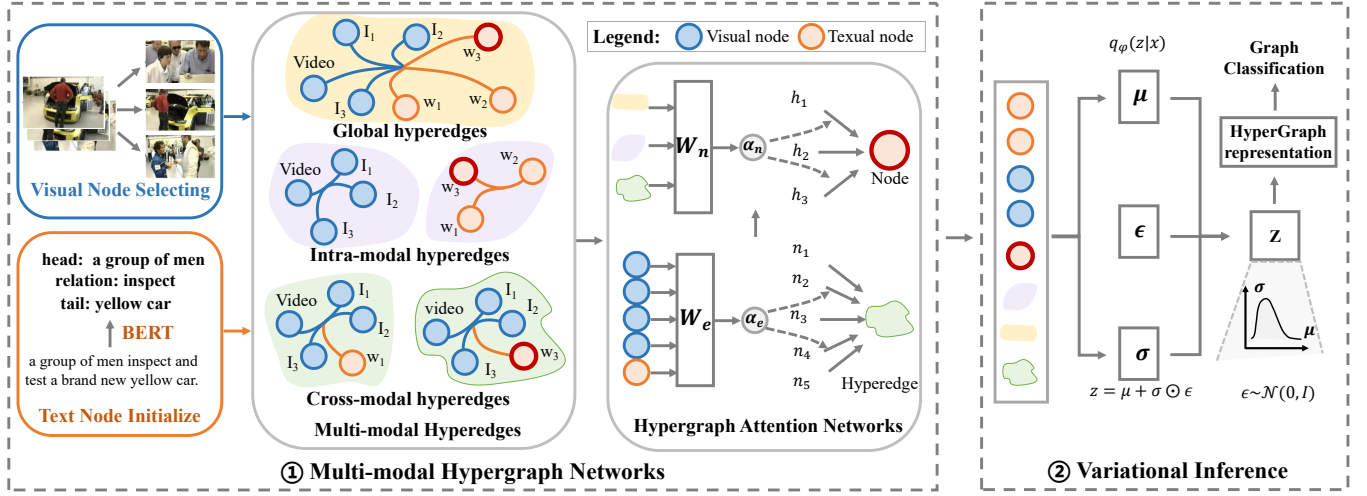 Visual Node Selecting
head: a group of men
relation: inspect
tail: yellow car
BERT
a group of men inspect and
test a brand new yellow car.
Text Node Initialize
I1
I2
w3
Video
I3
w1
w2
Global hyperedges
Video
I1
I2
I3
w2
w3
w1
Intra-modal hyperedges
Video
I1
I2
I3
w1
video
I1
I2
I3
w3
Cross-modal hyperedges
Multi-modal Hyperedges
Legend: Visual node Texual node
Wn
αn
h1
h2
h3
Node
We
αe
n1
n2
n3
n4
n5
Hyperedge
Hypergraph Attention Networks
① Multi-modal Hypergraph Networks
qφ(z|x)
μ
ϵ
σ
z = μ + σ ⊙ ϵ
Graph
Classification
HyperGraph
representation
Z
σ
μ
ϵ~𝒩(0, I)
② Variational Inference